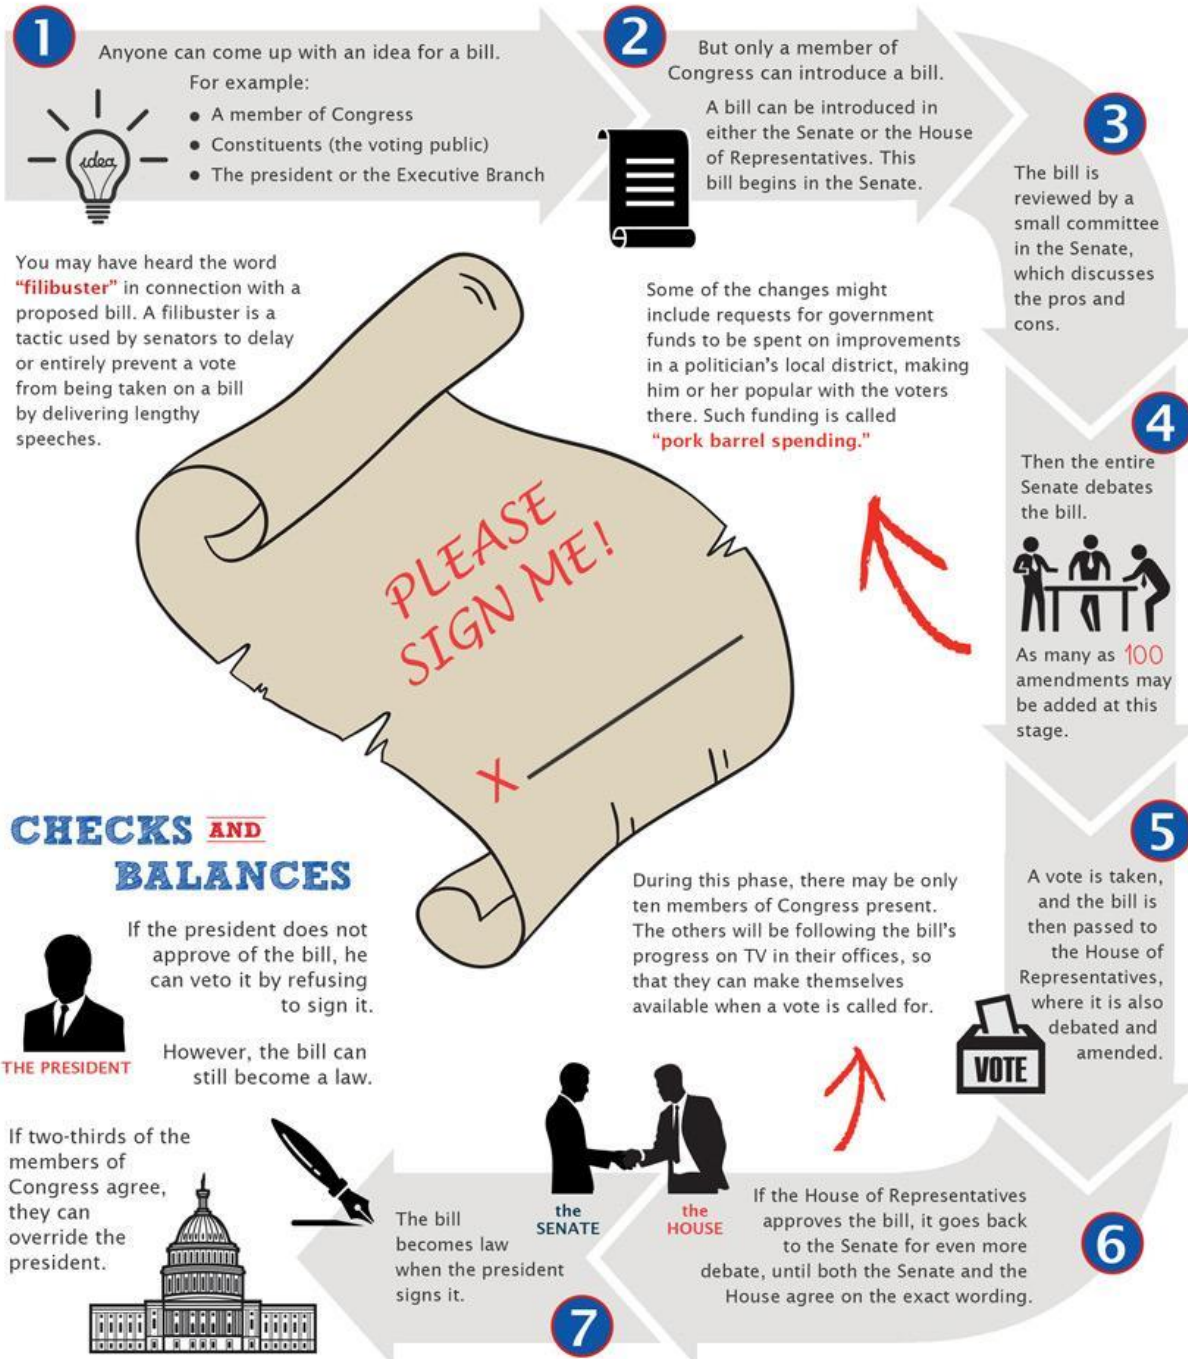 1
Anyone can come up with an idea for a bill.
For example:
● A member of Congress
● Constituents (the voting public)
● The president or the Executive Branch
idea
2
But only a member of
Congress can introduce a bill.
A bill can be introduced in
either the Senate or the House
of Representatives. This
bill begins in the Senate.
3
The bill is
reviewed by a
small committee
in the Senate,
which discusses
the pros and
cons.
You may have heard the word
“filibuster” in connection with a
proposed bill. A filibuster is a
tactic used by senators to delay
or entirely prevent a vote
from being taken on a bill
by delivering lengthy
speeches.
Some of the changes might
include requests for government
funds to be spent on improvements
in a politician’s local district, making
him or her popular with the voters
there. Such funding is called
“pork barrel spending.”
4
Then the entire
Senate debates
the bill.
As many as 100
amendments may
be added at this
stage.
PLEASE
SIGN ME!
X
5
A vote is taken,
and the bill is
then passed to
the House of
Representatives,
where it is also
debated and
amended.
VOTE
During this phase, there may be only
ten members of Congress present.
The others will be following the bill’s
progress on TV in their offices, so
that they can make themselves
available when a vote is called for.
6
If the House of Representatives
approves the bill, it goes back
to the Senate for even more
debate, until both the Senate and the
House agree on the exact wording.
the
SENATE
the
HOUSE
7
The bill
becomes law
when the president
signs it.
CHECKS AND
BALANCES
If the president does not
approve of the bill, he
can veto it by refusing
to sign it.
However, the bill can
still become a law.
THE PRESIDENT
If two-thirds of the
members of
Congress agree,
they can
override the
president.